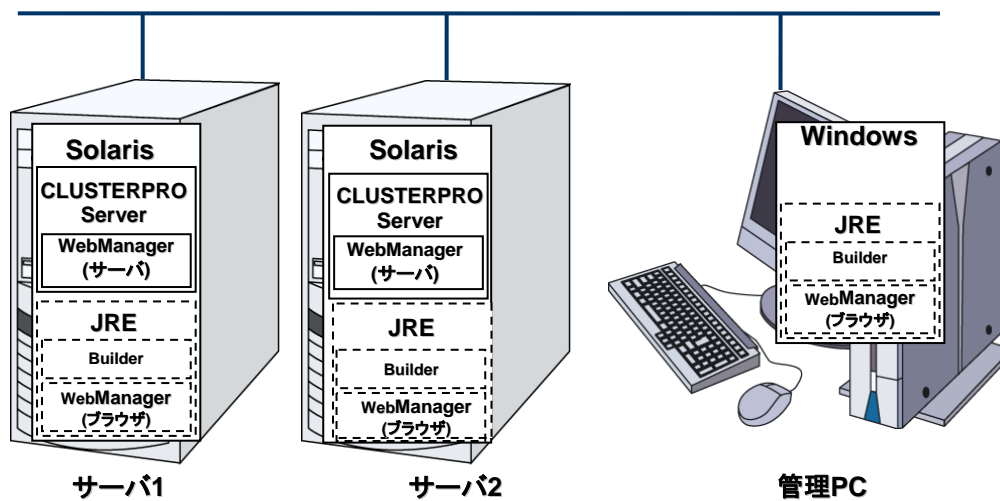 Solaris
CLUSTERPRO
Server
WebManager
(サーバ)
JRE
Builder
WebManager
(ブラウザ)
サーバ1
Solaris
CLUSTERPRO
Server
WebManager
(サーバ)
JRE
Builder
WebManager
(ブラウザ)
サーバ2
Windows
JRE
Builder
WebManager
(ブラウザ)
管理PC